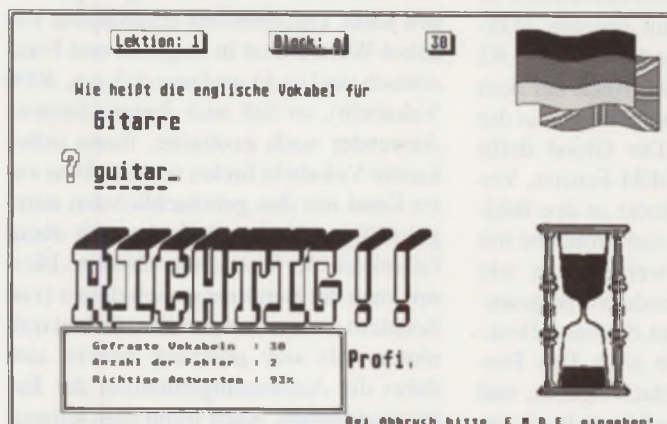 Lektion: 1 Block: a 30
Wie heißt die englische Vokabel für
Gitarre
? guitar_
RICHTIG!!
Gefragte Vokabeln : 30
Anzahl der Fehler : 2
Richtige Antworten : 93%
Profi.
Bei Abbruch bitte 'E N D E' eingeben!